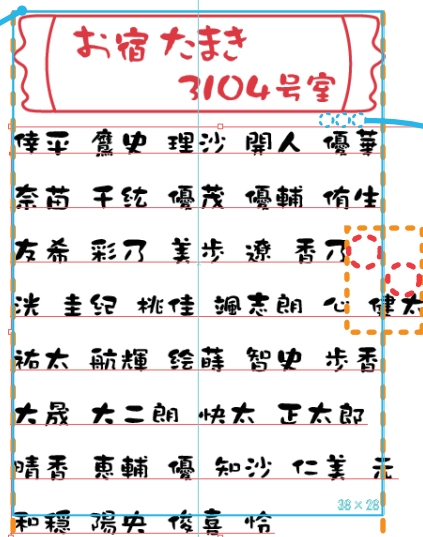 お宿 たまき
3104号室
倖平 鷹史 理沙 開人 優華
奈苗 千紘 優茂 優輔 侑生
友希 彩乃 美歩 遼 香乃
洸 圭紀 桃佳 颯志朗 心 健太
祐太 航輝 絵蒔 智史 歩香
大晟 大二朗 快太 正太郎
晴香 恵輔 優 知沙 仁美 元
和穏 陽央 俊喜 怜
38×28